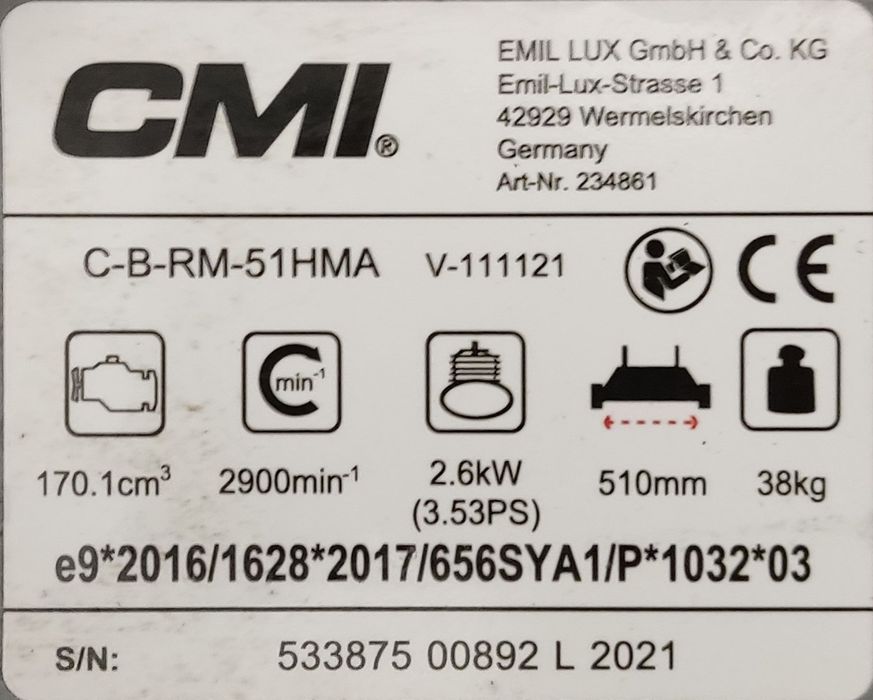 CMI®
EMIL LUX GmbH & Co. KG
Emil-Lux-Strasse 1
42929 Wermelskirchen
Germany
Art-Nr. 234861
C-B-RM-51HMA V-111121 CE
min⁻¹
170.1cm³ 2900min⁻¹ 2.6kW (3.53PS) 510mm 38kg
e9*2016/1628*2017/656SYA1/P*1032*03
S/N: 533875 00892 L 2021